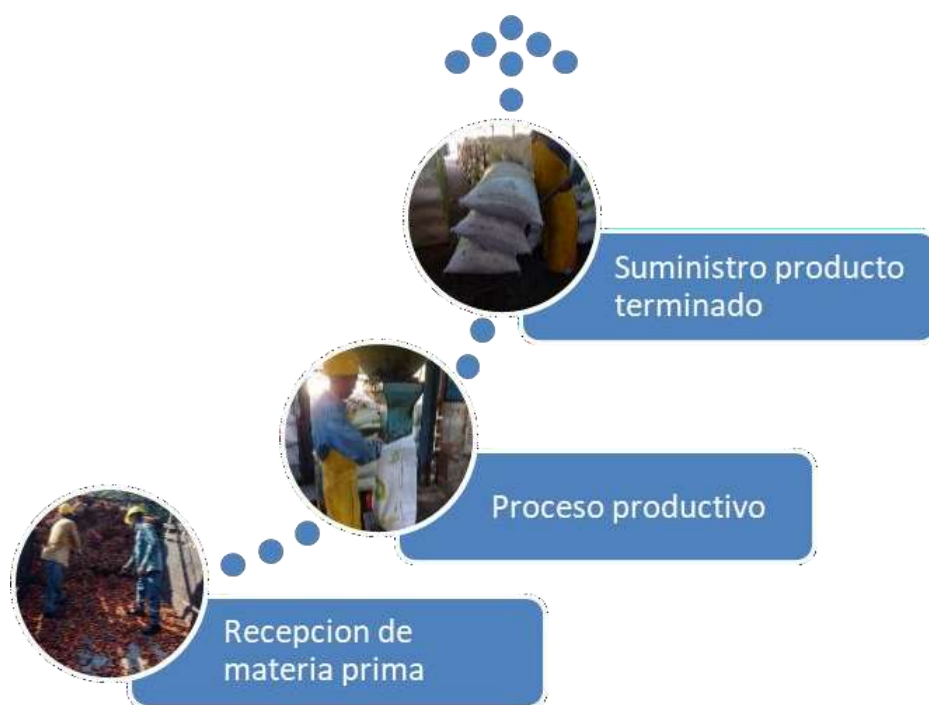 Suministro producto
terminado
Proceso productivo
Recepcion de
materia prima